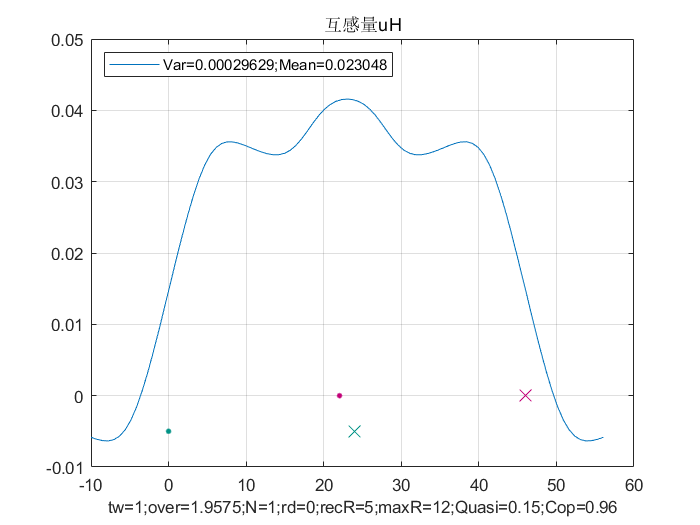 互感量uH
0.05
Var=0.00029629;Mean=0.023048
0.04
0.03
0.02
0.01
0
-0.01
-10 0 10 20 30 40 50 60
tw=1;over=1.9575;N=1;rd=0;recR=5;maxR=12;Quasi=0.15;Cop=0.96